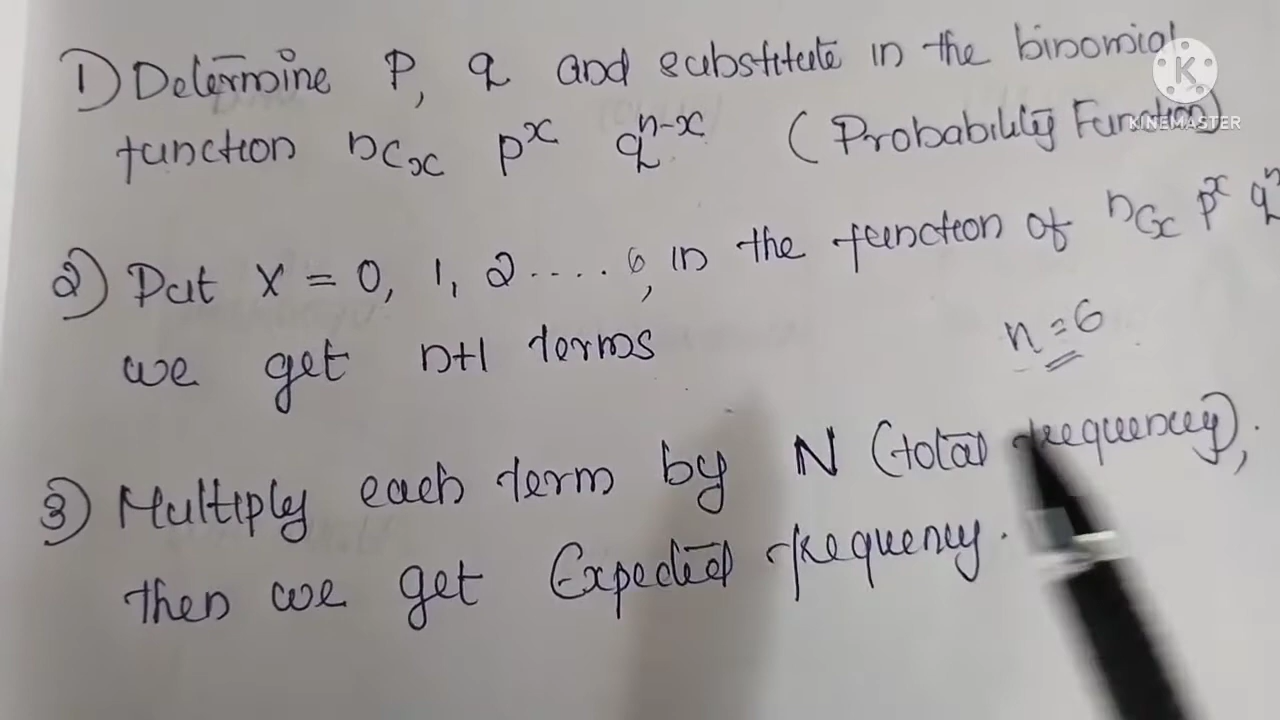 1) Determine P, q and substitute in the binomial
function nCx p^x q^n-x (Probability Function)
2) Put X = 0, 1, 2 .... 6, in the function of nCx p^x q^n
we get n+1 terms
n = 6
3) Multiply each term by N (total frequency),
then we get Expected frequency.
K
KINEMASTER